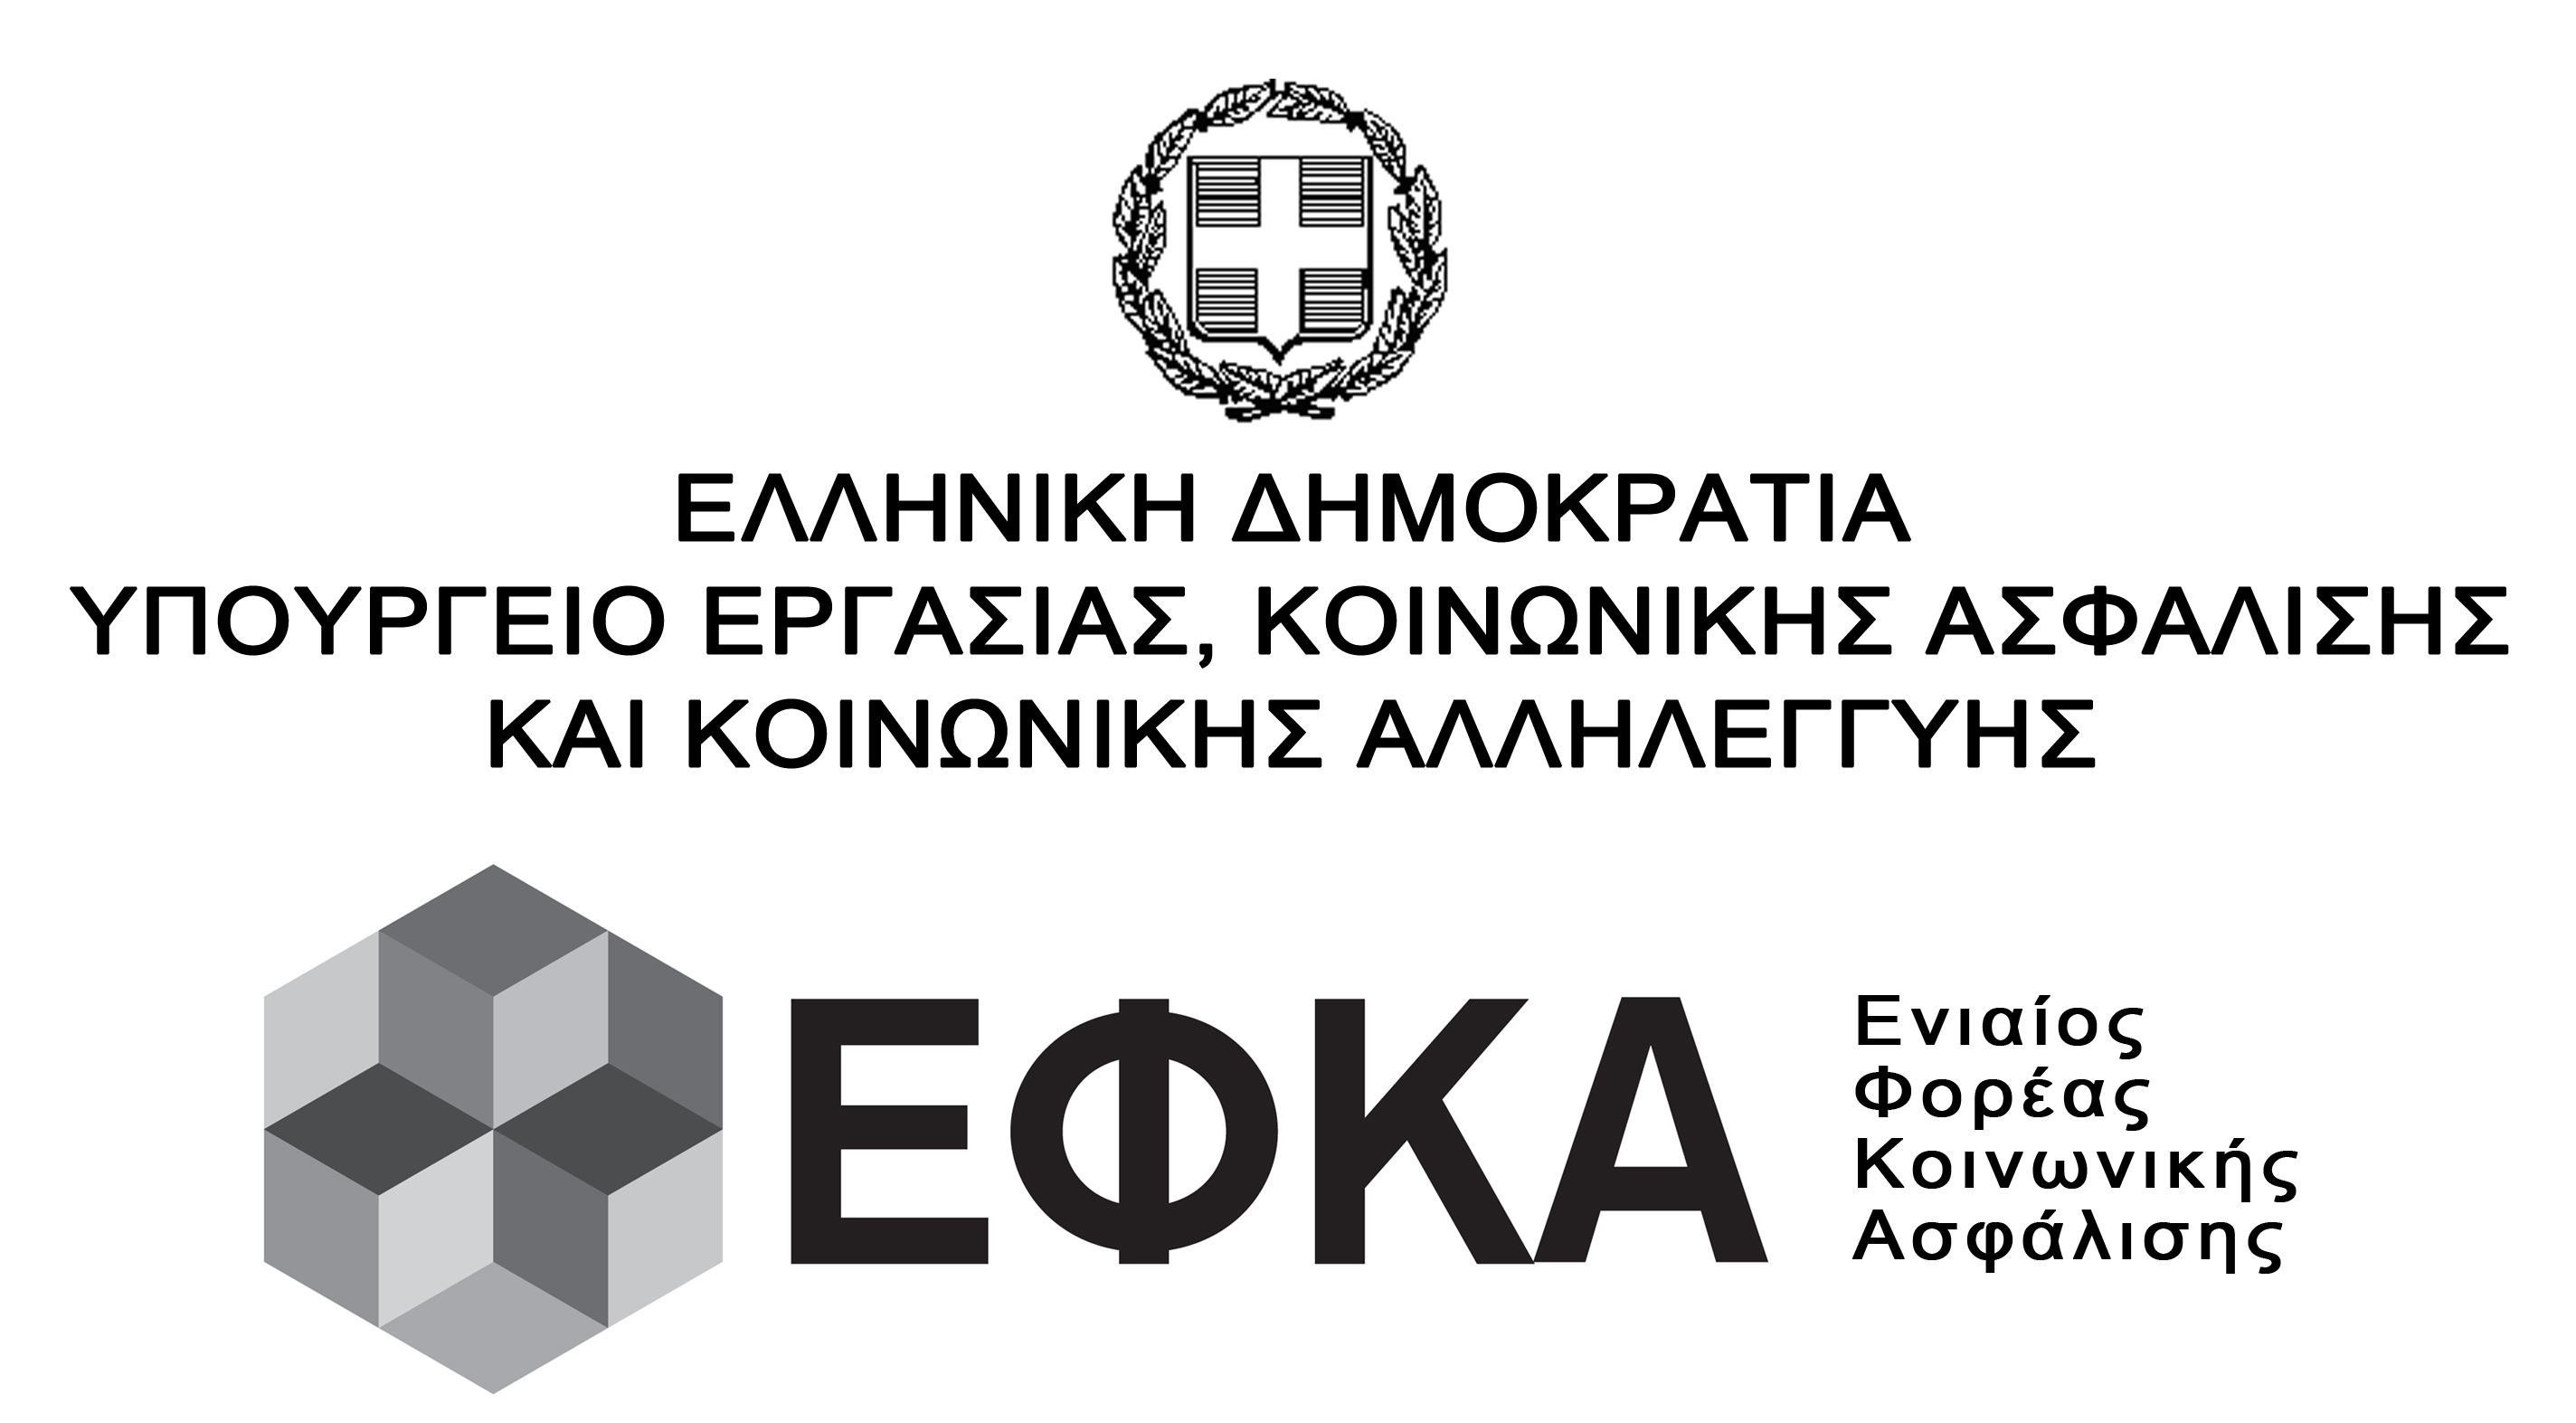 ΕΛΛΗΝΙΚΗ ΔΗΜΟΚΡΑΤΙΑ
ΥΠΟΥΡΓΕΙΟ ΕΡΓΑΣΙΑΣ, ΚΟΙΝΩΝΙΚΗΣ ΑΣΦΑΛΙΣΗΣ
ΚΑΙ ΚΟΙΝΩΝΙΚΗΣ ΑΛΛΗΛΕΓΓΥΗΣ
ΕΦΚΑ
Ενιαίος
Φορέας
Κοινωνικής
Ασφάλισης